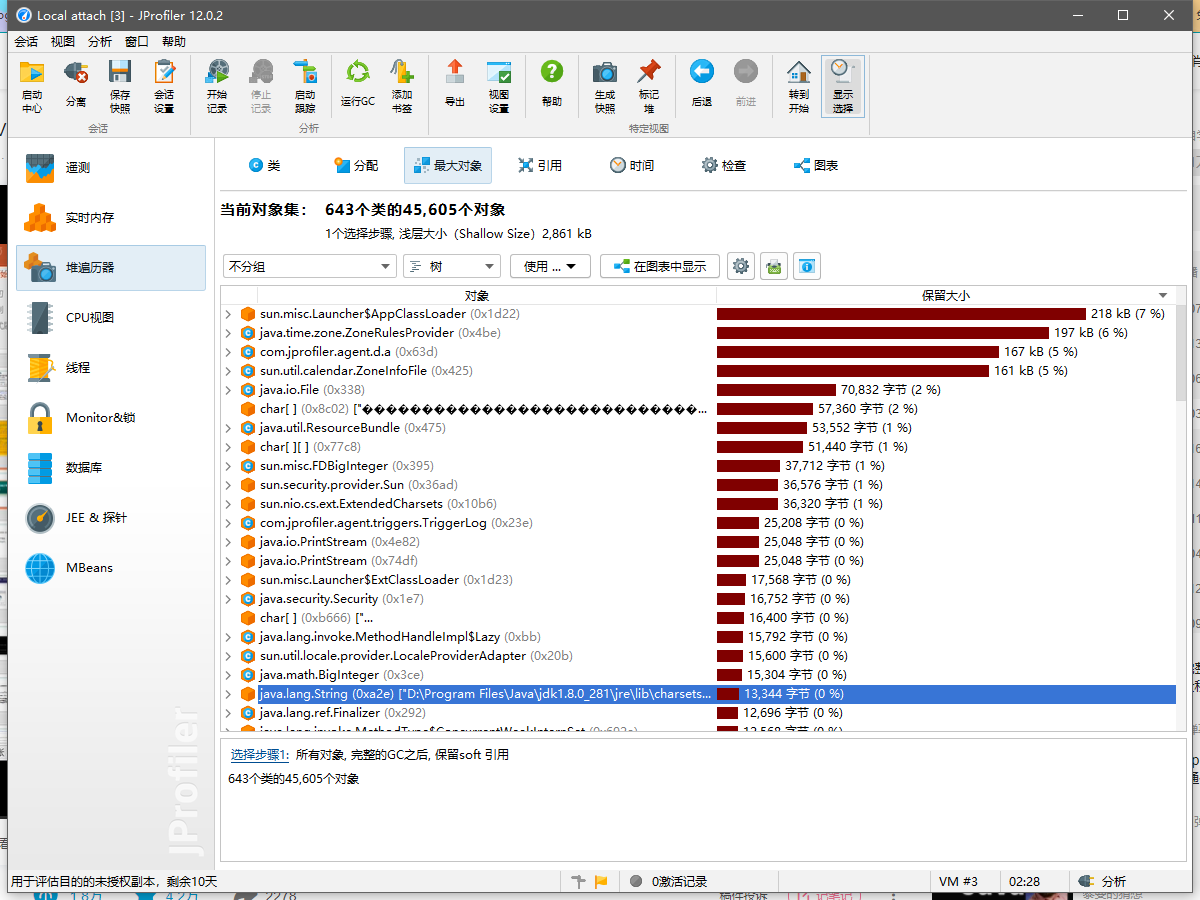 Local attach [3] - JProfiler 12.0.2
会话 视图 分析 窗口 帮助
启动中心 分离 保存快照 会话设置 开始记录 停止记录 启动跟踪 运行GC 添加书签 导出 视图设置 帮助 生成快照 标记堆 后退 前进 转到开始 显示选择
会话 分析 特定视图
遥测
实时内存
堆遍历器
CPU视图
线程
Monitor&锁
数据库
JEE & 探针
MBeans
JProfiler
类 分配 最大对象 引用 时间 检查 图表
当前对象集： 643个类的45,605个对象
1个选择步骤, 浅层大小（Shallow Size）2,861 kB
不分组 树 使用 ... 在图表中显示
对象 保留大小
sun.misc.Launcher$AppClassLoader (0x1d22) 218 kB (7 %)
java.time.zone.ZoneRulesProvider (0x4be) 197 kB (6 %)
com.jprofiler.agent.d.a (0x63d) 167 kB (5 %)
sun.util.calendar.ZoneInfoFile (0x425) 161 kB (5 %)
java.io.File (0x338) 70,832 字节 (2 %)
char[ ] (0x8c02) ["�����������������������������... 57,360 字节 (2 %)
java.util.ResourceBundle (0x475) 53,552 字节 (1 %)
char[ ][ ] (0x77c8) 51,440 字节 (1 %)
sun.misc.FDBigInteger (0x395) 37,712 字节 (1 %)
sun.security.provider.Sun (0x36ad) 36,576 字节 (1 %)
sun.nio.cs.ext.ExtendedCharsets (0x10b6) 36,320 字节 (1 %)
com.jprofiler.agent.triggers.TriggerLog (0x23e) 25,208 字节 (0 %)
java.io.PrintStream (0x4e82) 25,048 字节 (0 %)
java.io.PrintStream (0x74df) 25,048 字节 (0 %)
sun.misc.Launcher$ExtClassLoader (0x1d23) 17,568 字节 (0 %)
java.security.Security (0x1e7) 16,752 字节 (0 %)
char[ ] (0xb666) ["... 16,400 字节 (0 %)
java.lang.invoke.MethodHandleImpl$Lazy (0xbb) 15,792 字节 (0 %)
sun.util.locale.provider.LocaleProviderAdapter (0x20b) 15,600 字节 (0 %)
java.math.BigInteger (0x3ce) 15,304 字节 (0 %)
java.lang.String (0xa2e) ["D:\Program Files\Java\jdk1.8.0_281\jre\lib\charsets... 13,344 字节 (0 %)
java.lang.ref.Finalizer (0x292) 12,696 字节 (0 %)
选择步骤1: 所有对象, 完整的GC之后, 保留soft 引用
643个类的45,605个对象
用于评估目的的未授权副本，剩余10天 0激活记录 VM #3 02:28 分析